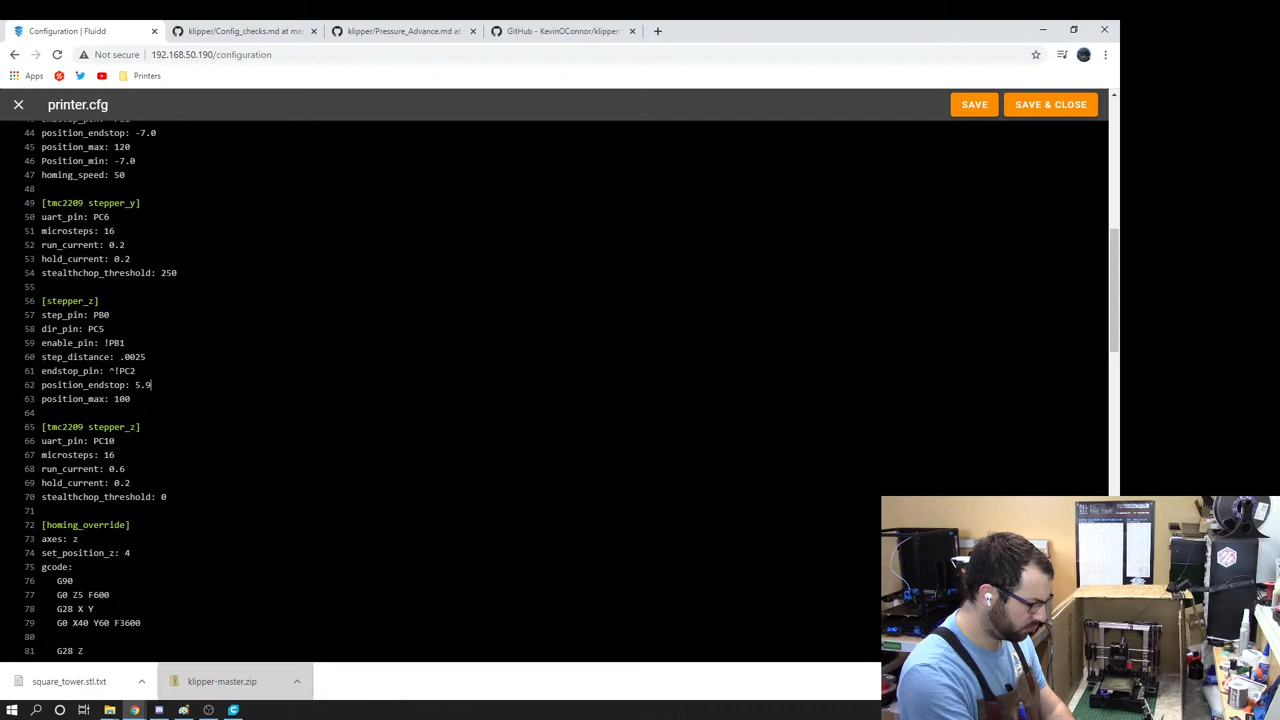 Configuration | Fluidd
klipper/Config_checks.md at mas
klipper/Pressure_Advance.md at
GitHub - KevinOConnor/klipper:
Not secure
192.168.50.190/configuration
Apps
Printers
printer.cfg
SAVE
SAVE & CLOSE
44 position_endstop: -7.0
45 position_max: 120
46 Position_min: -7.0
47 homing_speed: 50
48
49 [tmc2209 stepper_y]
50 uart_pin: PC6
51 microsteps: 16
52 run_current: 0.2
53 hold_current: 0.2
54 stealthchop_threshold: 250
55
56 [stepper_z]
57 step_pin: PB0
58 dir_pin: PC5
59 enable_pin: !PB1
60 step_distance: .0025
61 endstop_pin: ^!PC2
62 position_endstop: 5.9
63 position_max: 100
64
65 [tmc2209 stepper_z]
66 uart_pin: PC10
67 microsteps: 16
68 run_current: 0.6
69 hold_current: 0.2
70 stealthchop_threshold: 0
71
72 [homing_override]
73 axes: z
74 set_position_z: 4
75 gcode:
76 G90
77 G0 Z5 F600
78 G28 X Y
79 G0 X40 Y60 F3600
80
81 G28 Z
square_tower.stl.txt
klipper-master.zip